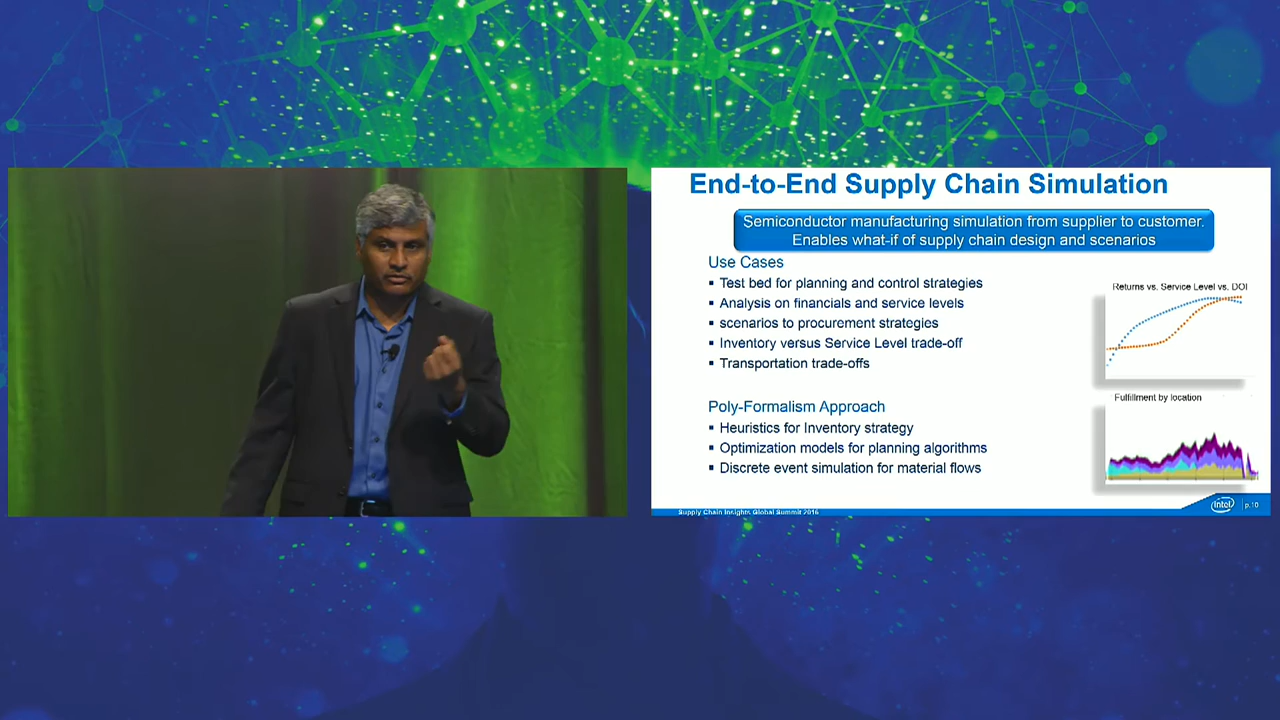 End-to-End Supply Chain Simulation
Semiconductor manufacturing simulation from supplier to customer.
Enables what-if of supply chain design and scenarios
Use Cases
▪ Test bed for planning and control strategies
▪ Analysis on financials and service levels
▪ scenarios to procurement strategies
▪ Inventory versus Service Level trade-off
▪ Transportation trade-offs
Returns vs. Service Level vs. DOI
Poly-Formalism Approach
▪ Heuristics for Inventory strategy
▪ Optimization models for planning algorithms
▪ Discrete event simulation for material flows
Fulfillment by location
Supply Chain Insights Global Summit 2016
intel
p.10